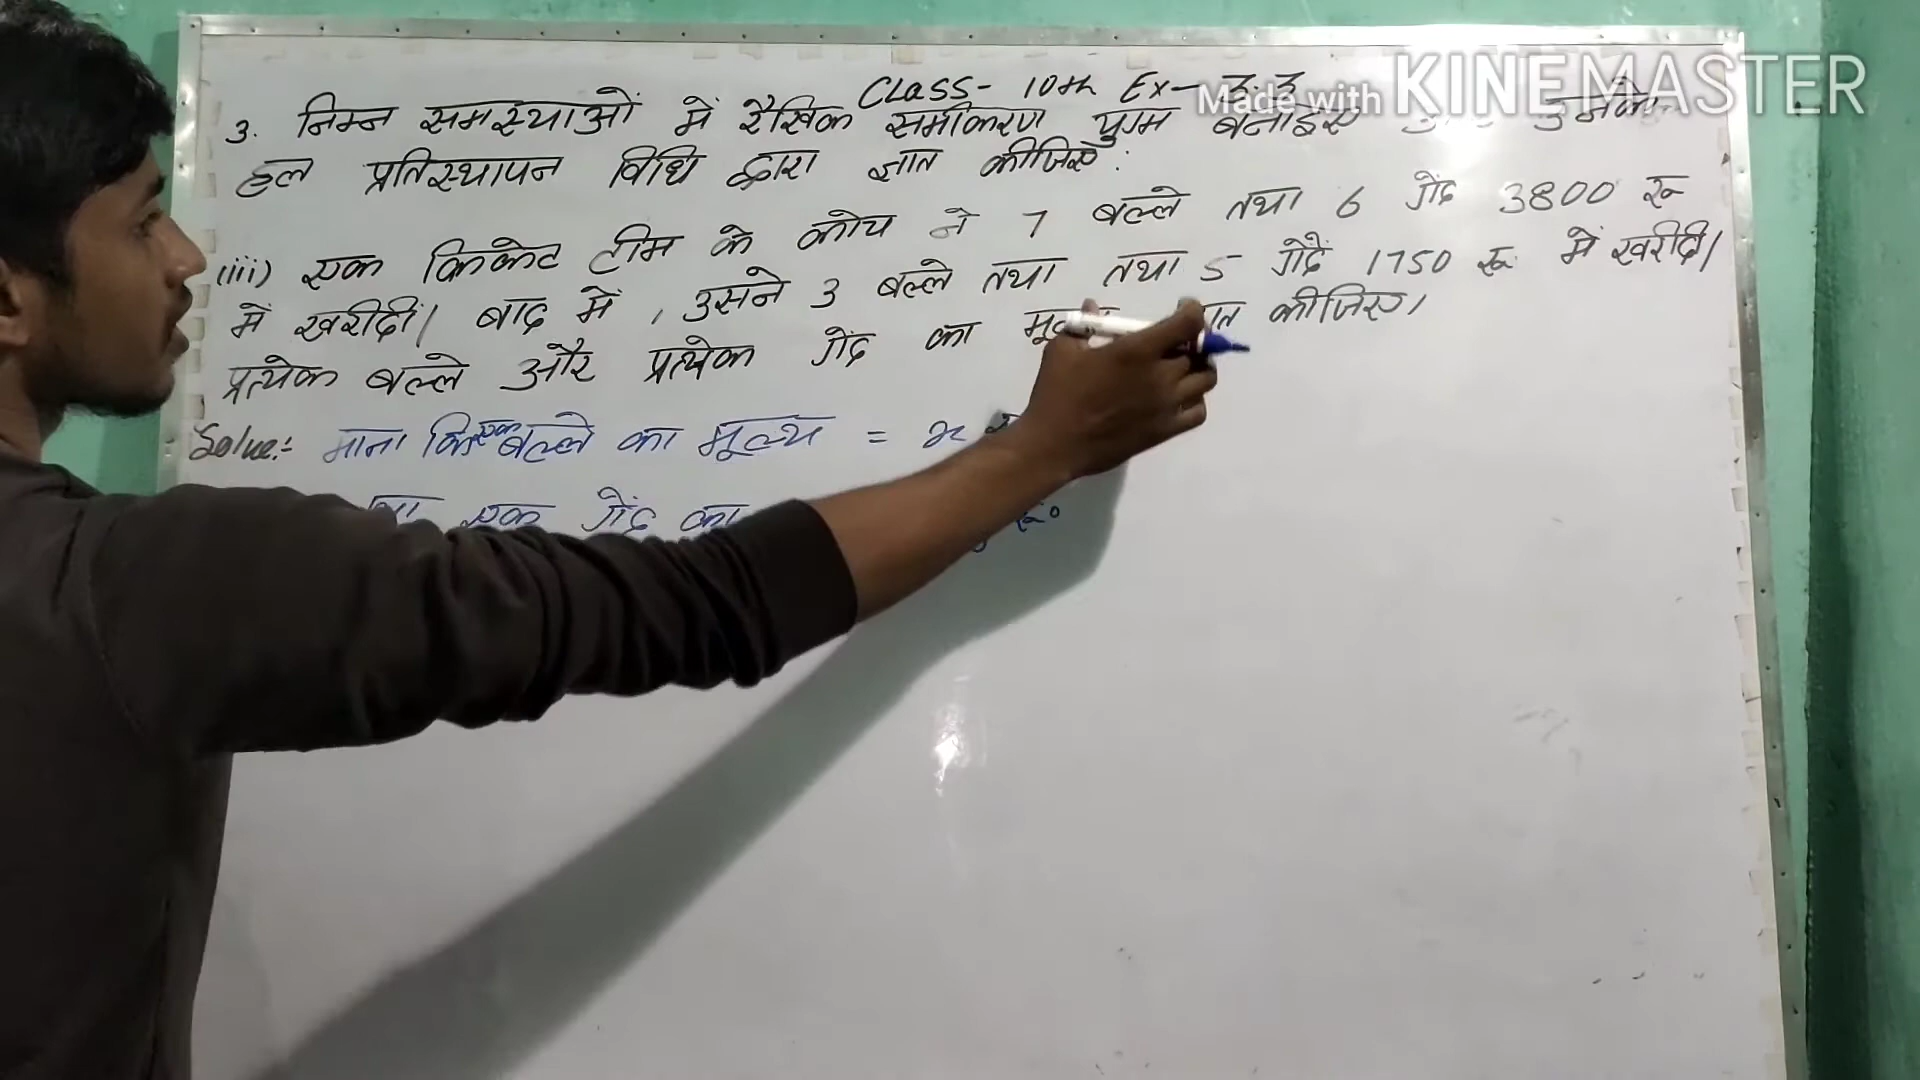 CLASS- 10th Ex- 3.3
Made with KINEMASTER
3. निम्न समस्याओं में रैखिक समीकरण युग्म बनाइए उनके
हल प्रतिस्थापन विधि द्वारा ज्ञात कीजिए:
(iii) एक क्रिकेट टीम के कोच ने 7 बल्ले तथा 6 गेंद 3800 रू
में खरीदीं। बाद में, उसने 3 बल्ले तथा तथा 5 गेंदें 1750 रू. में खरीदी।
प्रत्येक बल्ले और प्रत्येक गेंद का कीजिए।
Solve:- माना कि एक बल्ले का मूल्य = x
एक गेंद का रू०